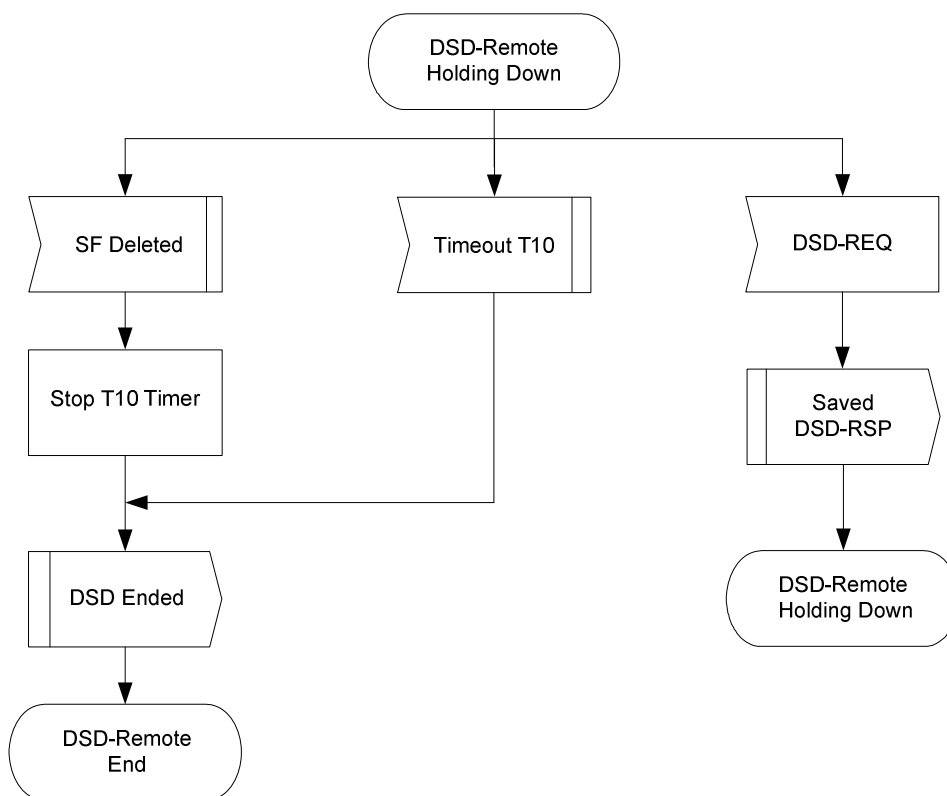 DSD-Remote
Holding Down
SF Deleted
Timeout T10
DSD-REQ
Stop T10 Timer
Saved
DSD-RSP
DSD Ended
DSD-Remote
Holding Down
DSD-Remote
End